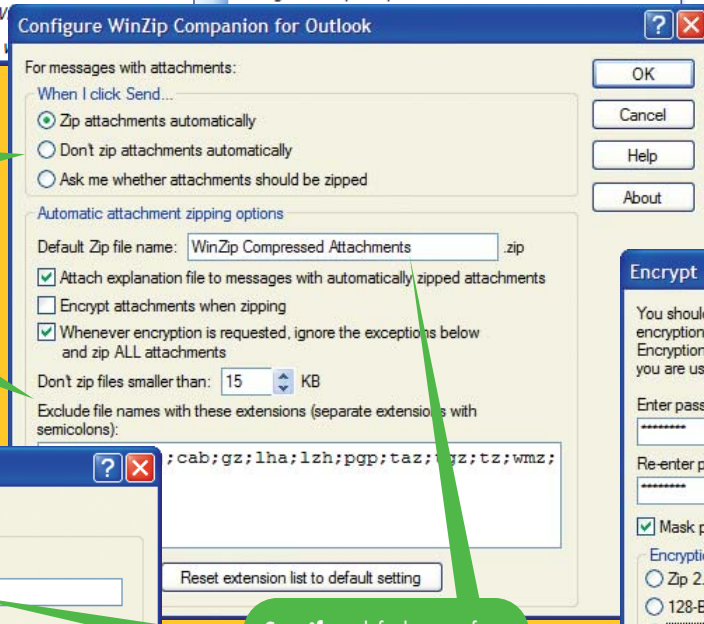 Configure WinZip Companion for Outlook
For messages with attachments:
When I click Send...
Zip attachments automatically
Don't zip attachments automatically
Ask me whether attachments should be zipped
OK
Cancel
Help
About
Automatic attachment zipping options
Default Zip file name: WinZip Compressed Attachments .zip
Attach explanation file to messages with automatically zipped attachments
Encrypt attachments when zipping
Whenever encryption is requested, ignore the exceptions below
and zip ALL attachments
Don't zip files smaller than: 15 KB
Exclude file names with these extensions (separate extensions with
semicolons):
;cab;gz;lha;lzh;pgp;taz;tgz;tz;wmz;
Reset extension list to default setting
Encrypt
You should
encryption
Encryption
you are us
Enter pass
********
Re-enter p
********
Mask p
Encryptio
Zip 2.
128-B